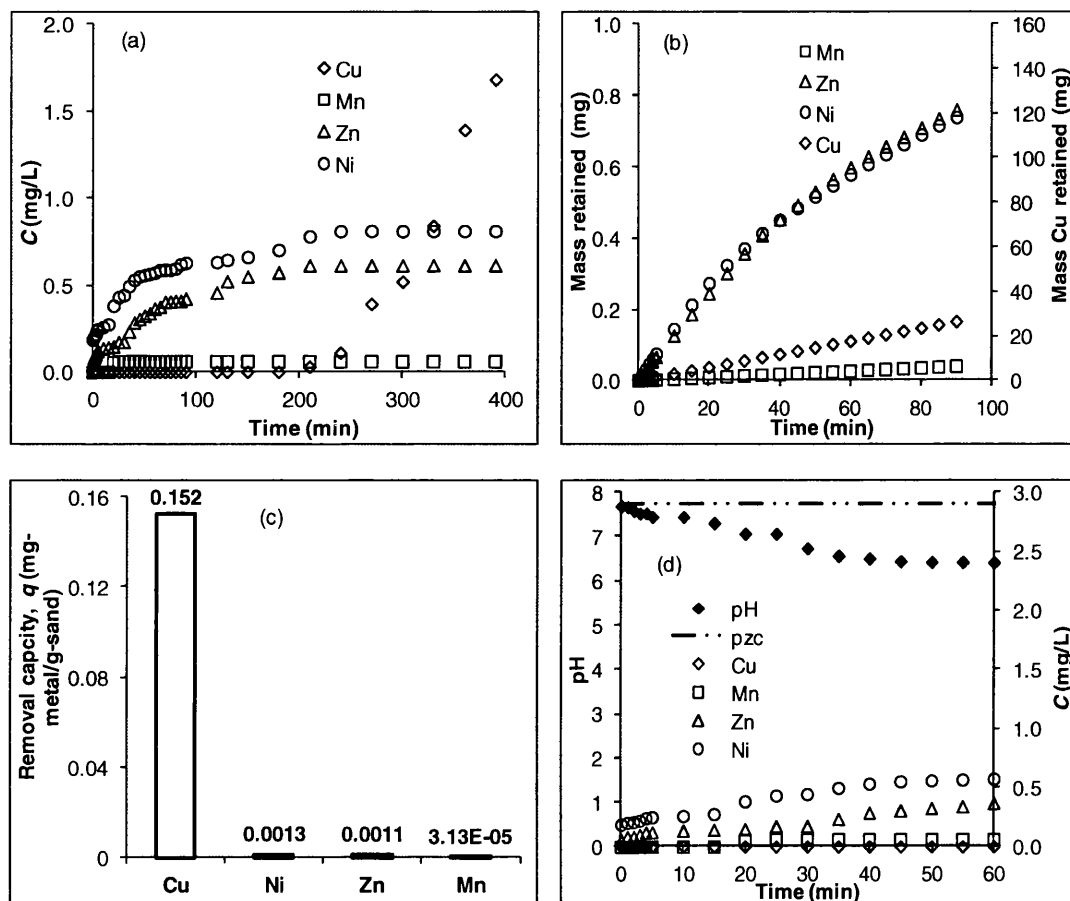 (a)
2.0
1.5
1.0
0.5
0.0
C (mg/L)
Cu
Mn
Zn
Ni
0 100 200 300 400
Time (min)
(b)
1.0
0.8
0.6
0.4
0.2
0.0
Mass retained (mg)
Mn
Zn
Ni
Cu
160
140
120
100
80
60
40
20
0
Mass Cu retained (mg)
0 20 40 60 80 100
Time (min)
(c)
0.16
0.12
0.08
0.04
0
Removal capcity, q (mg-
metal/g-sand)
0.152
0.0013
0.0011
3.13E-05
Cu Ni Zn Mn
(d)
8
7
6
5
4
3
2
1
0
pH
pH
pzc
Cu
Mn
Zn
Ni
3.0
2.5
2.0
1.5
1.0
0.5
0.0
C (mg/L)
0 10 20 30 40 50 60
Time (min)